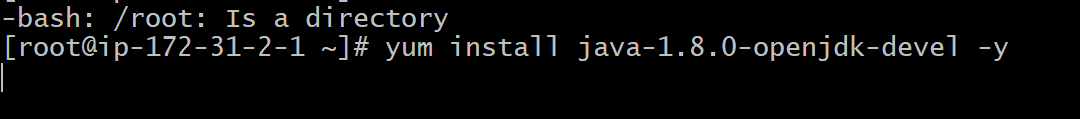 -bash: /root: Is a directory
[root@ip-172-31-2-1 ~]# yum install java-1.8.0-openjdk-devel -y